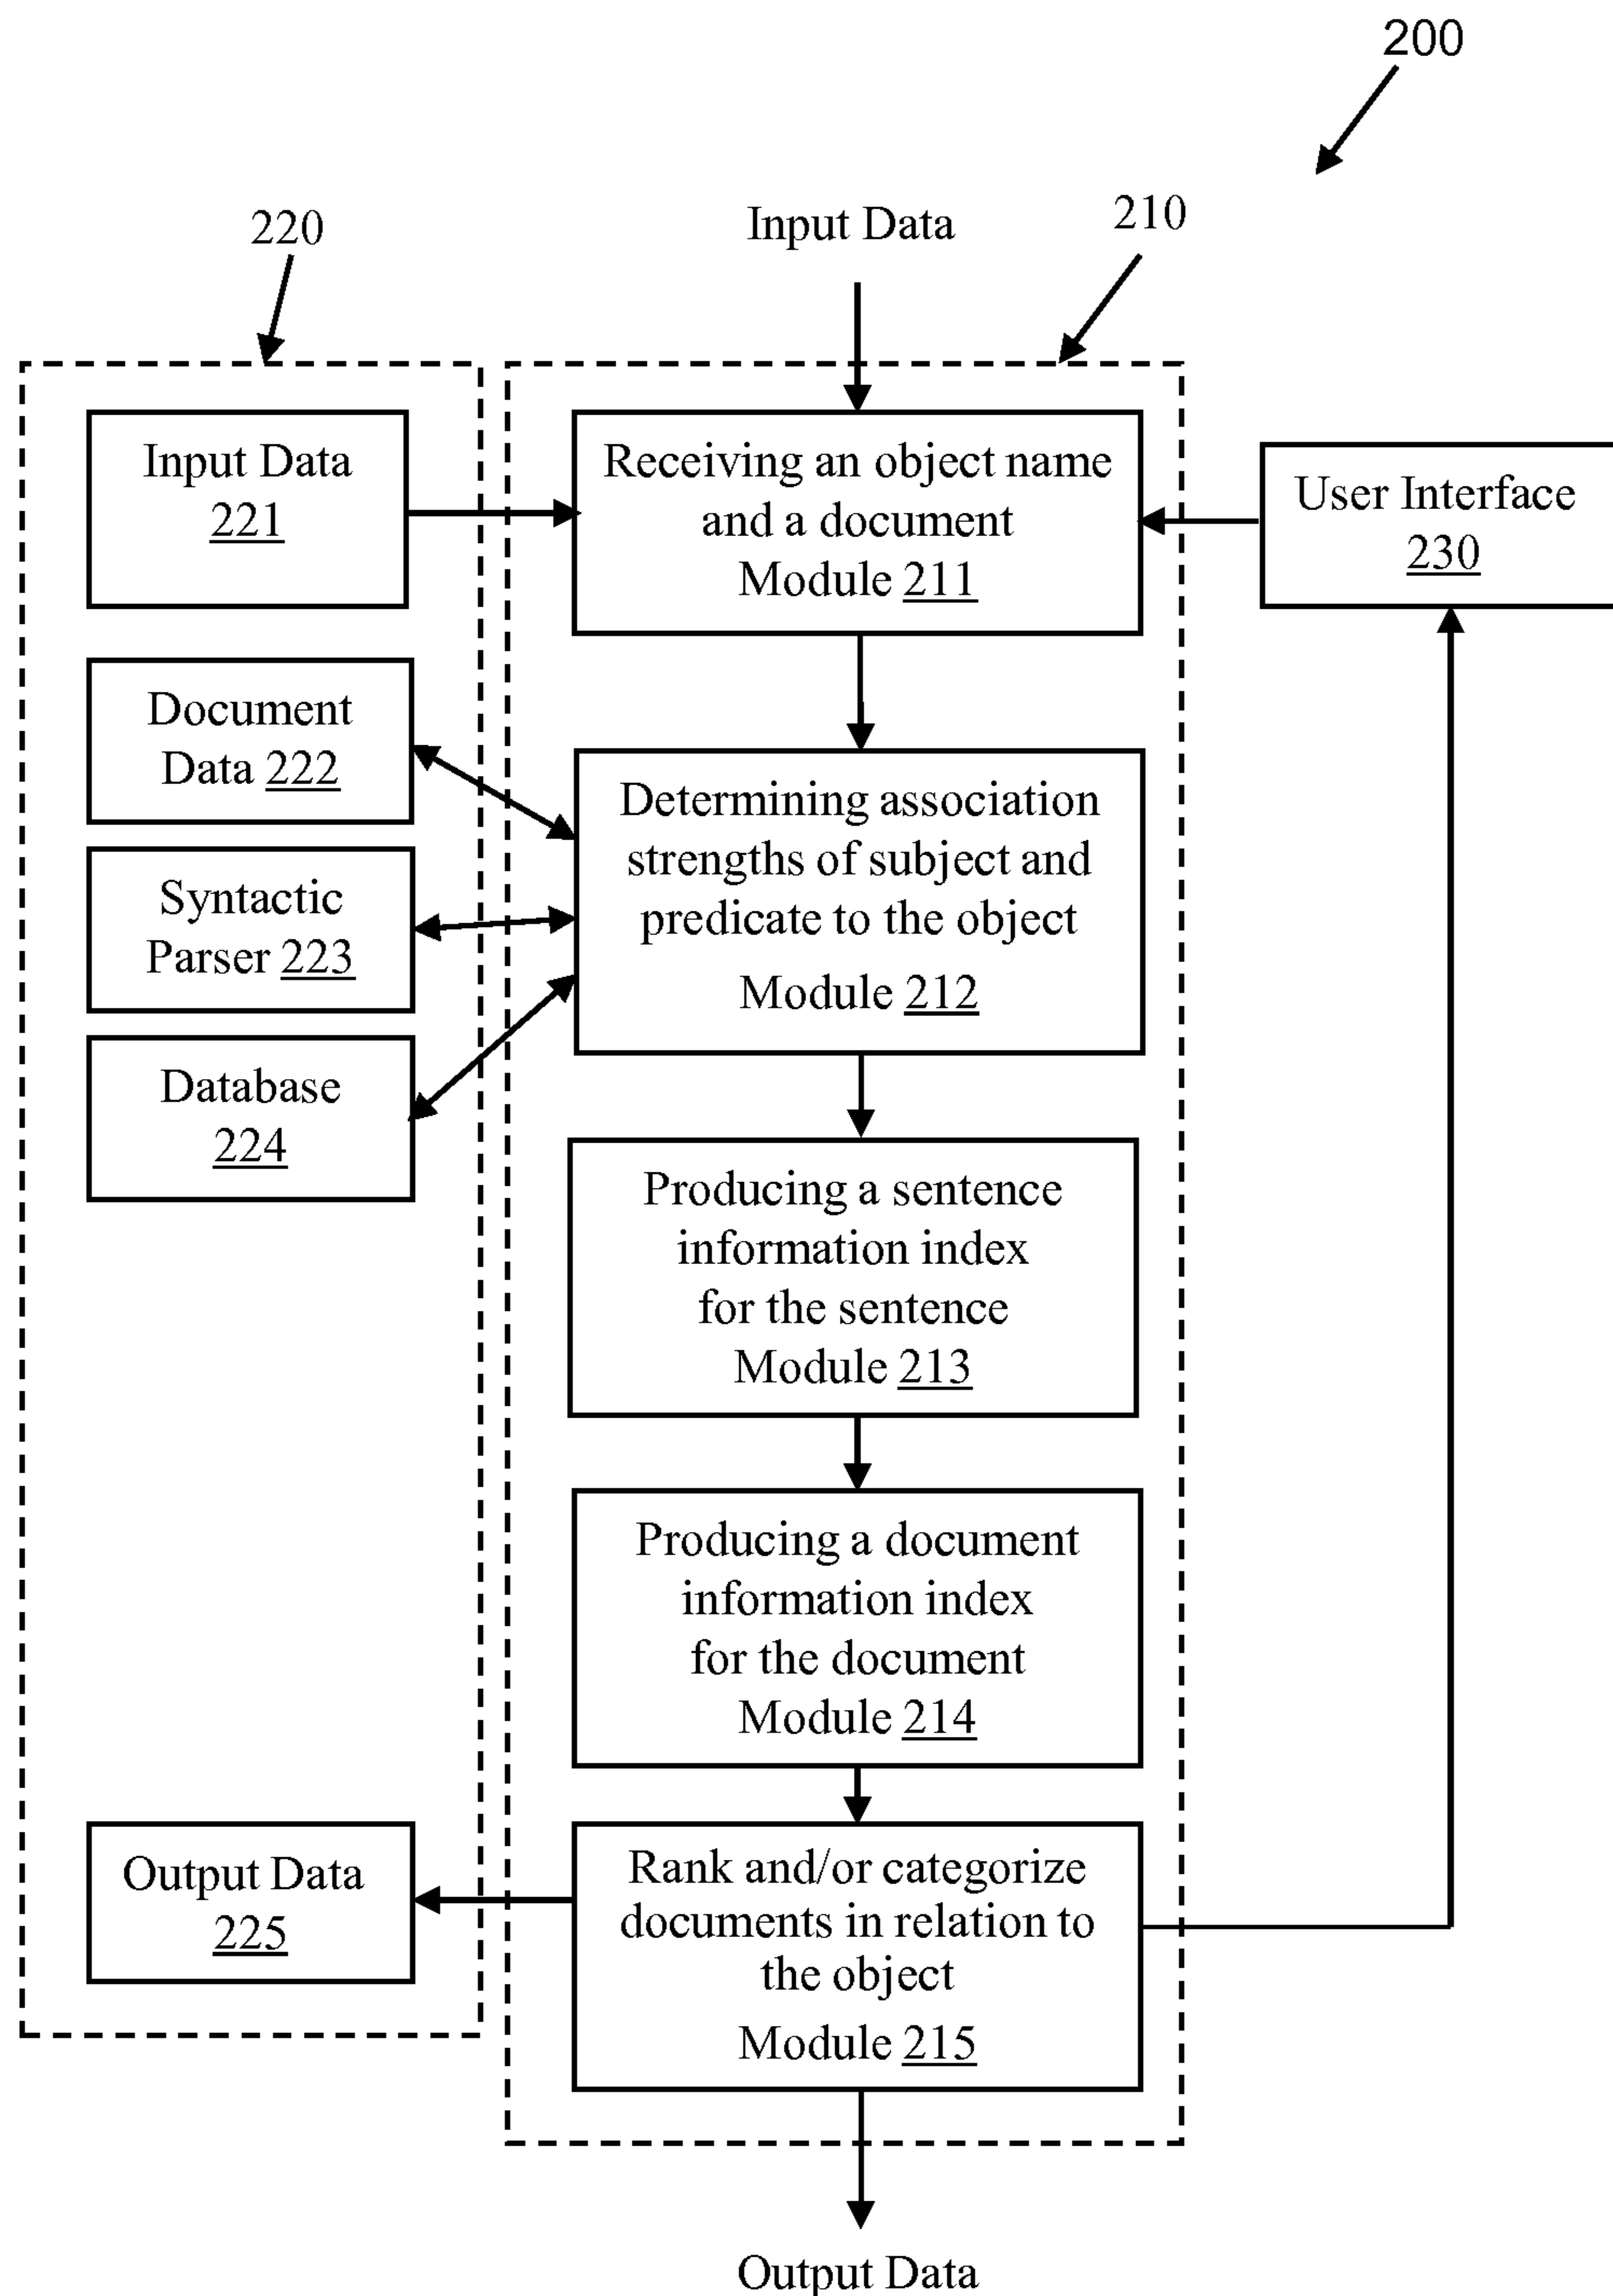 200
220
Input Data
210
Input Data
221
Receiving an object name
and a document
Module 211
User Interface
230
Document
Data 222
Determining association
strengths of subject and
predicate to the object
Module 212
Syntactic
Parser 223
Database
224
Producing a sentence
information index
for the sentence
Module 213
Producing a document
information index
for the document
Module 214
Output Data
225
Rank and/or categorize
documents in relation to
the object
Module 215
Output Data